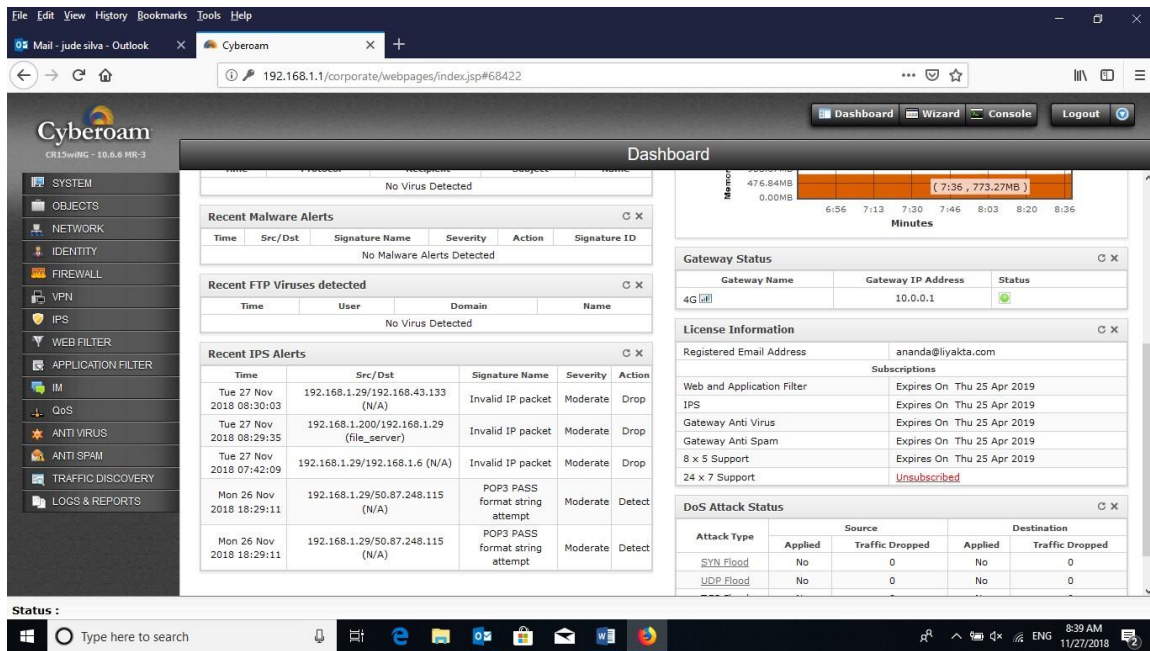 File Edit View History Bookmarks Tools Help
Mail - jude silva - Outlook
Cyberoam
192.168.1.1/corporate/webpages/index.jsp#68422
Cyberoam
CR15wiNG - 10.6.6 MR-3
Dashboard Wizard Console Logout
Dashboard
SYSTEM
OBJECTS
NETWORK
IDENTITY
FIREWALL
VPN
IPS
WEB FILTER
APPLICATION FILTER
IM
QoS
ANTI VIRUS
ANTI SPAM
TRAFFIC DISCOVERY
LOGS & REPORTS
No Virus Detected
Recent Malware Alerts
Time Src/Dst Signature Name Severity Action Signature ID
No Malware Alerts Detected
Recent FTP Viruses detected
Time User Domain Name
No Virus Detected
Recent IPS Alerts
Time Src/Dst Signature Name Severity Action
Tue 27 Nov 2018 08:30:03 192.168.1.29/192.168.43.133 (N/A) Invalid IP packet Moderate Drop
Tue 27 Nov 2018 08:29:35 192.168.1.200/192.168.1.29 (file_server) Invalid IP packet Moderate Drop
Tue 27 Nov 2018 07:42:09 192.168.1.29/192.168.1.6 (N/A) Invalid IP packet Moderate Drop
Mon 26 Nov 2018 18:29:11 192.168.1.29/50.87.248.115 (N/A) POP3 PASS format string attempt Moderate Detect
Mon 26 Nov 2018 18:29:11 192.168.1.29/50.87.248.115 (N/A) POP3 PASS format string attempt Moderate Detect
476.84MB
0.00MB
( 7:36 , 773.27MB )
6:56 7:13 7:30 7:46 8:03 8:20 8:36
Minutes
Gateway Status
Gateway Name Gateway IP Address Status
4G 10.0.0.1
License Information
Registered Email Address ananda@liyakta.com
Subscriptions
Web and Application Filter Expires On Thu 25 Apr 2019
IPS Expires On Thu 25 Apr 2019
Gateway Anti Virus Expires On Thu 25 Apr 2019
Gateway Anti Spam Expires On Thu 25 Apr 2019
8 x 5 Support Expires On Thu 25 Apr 2019
24 x 7 Support Unsubscribed
DoS Attack Status
Attack Type Source Destination
Applied Traffic Dropped Applied Traffic Dropped
SYN Flood No 0 No 0
UDP Flood No 0 No 0
Status :
Type here to search
ENG
8:39 AM
11/27/2018
2